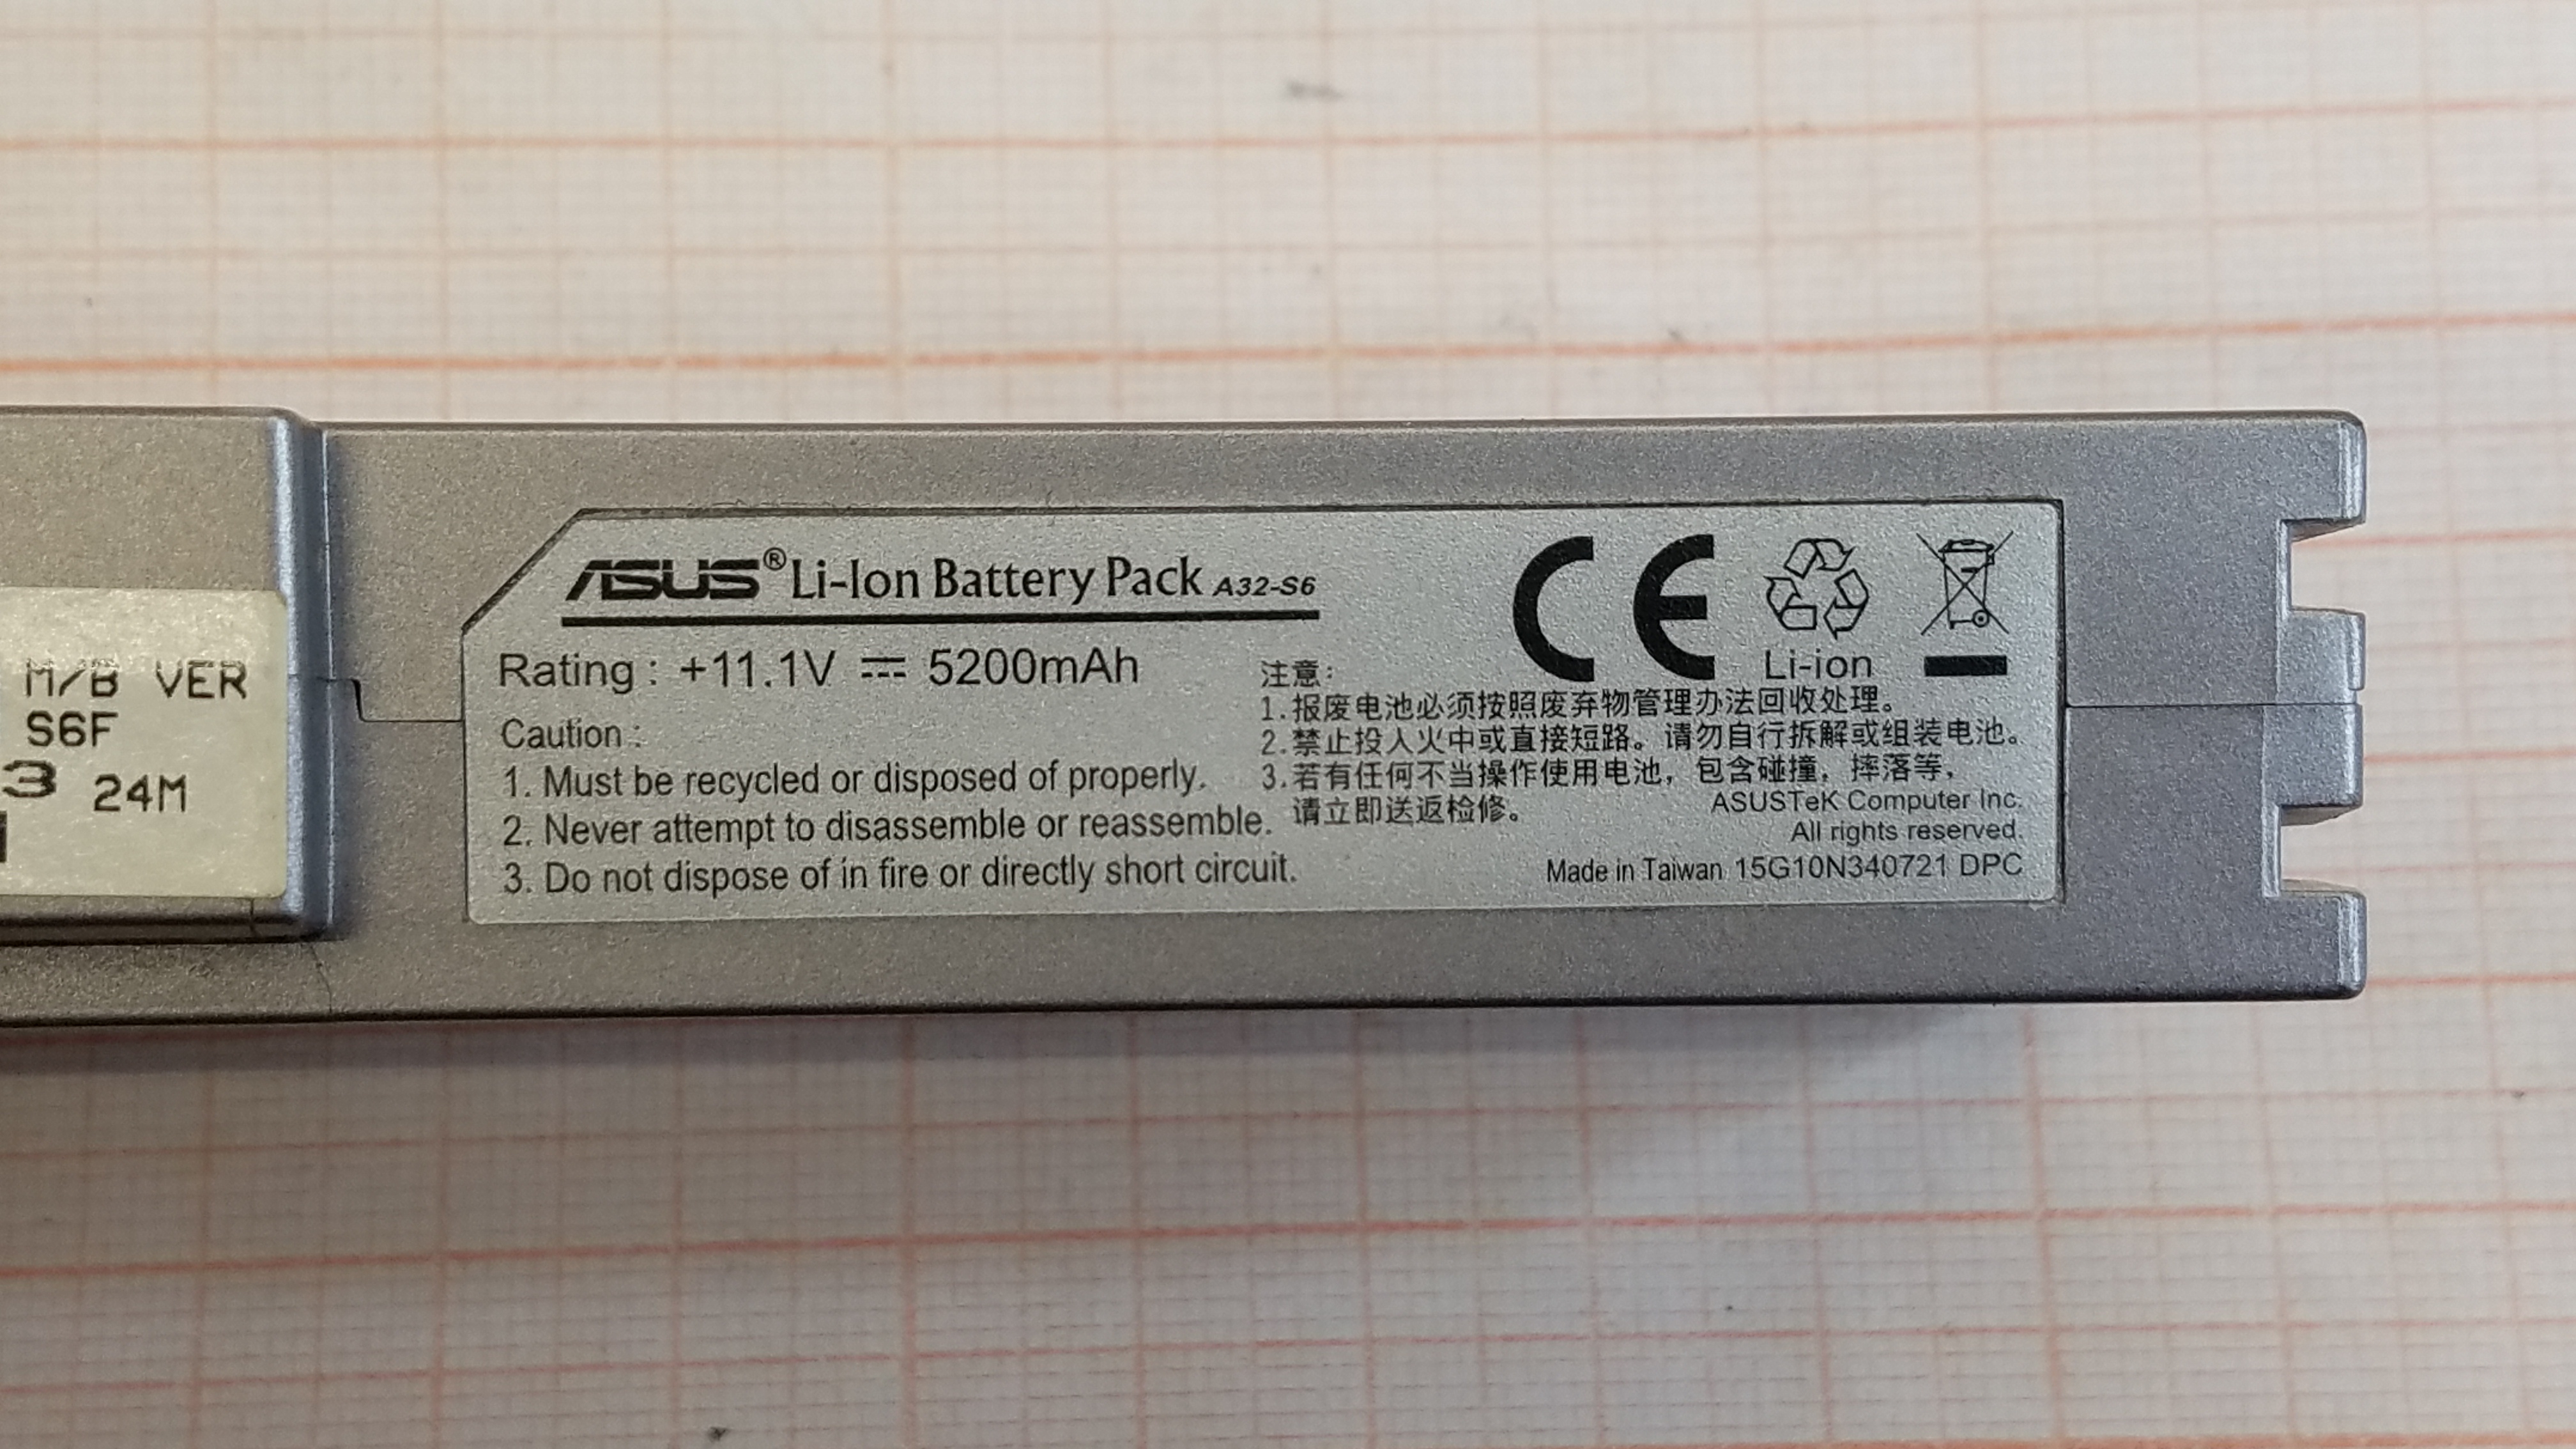 M/B VER
S6F
3 24M
ASUS® Li-Ion Battery Pack A32-S6
Rating : +11.1V ⎓ 5200mAh
Caution :
1. Must be recycled or disposed of properly.
2. Never attempt to disassemble or reassemble.
3. Do not dispose of in fire or directly short circuit.
CE
Li-ion
注意:
1.报废电池必须按照废弃物管理办法回收处理。
2.禁止投入火中或直接短路。请勿自行拆解或组装电池。
3.若有任何不当操作使用电池，包含碰撞，摔落等，
请立即送返检修。
ASUSTeK Computer Inc.
All rights reserved.
Made in Taiwan 15G10N340721 DPC